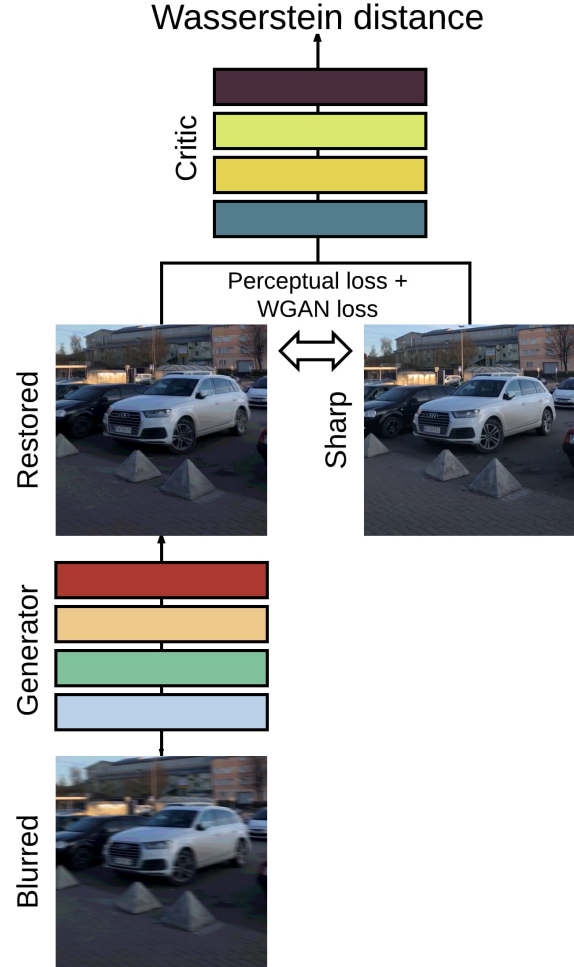 Wasserstein distance
Critic
Perceptual loss +
WGAN loss
Restored
Sharp
Generator
Blurred